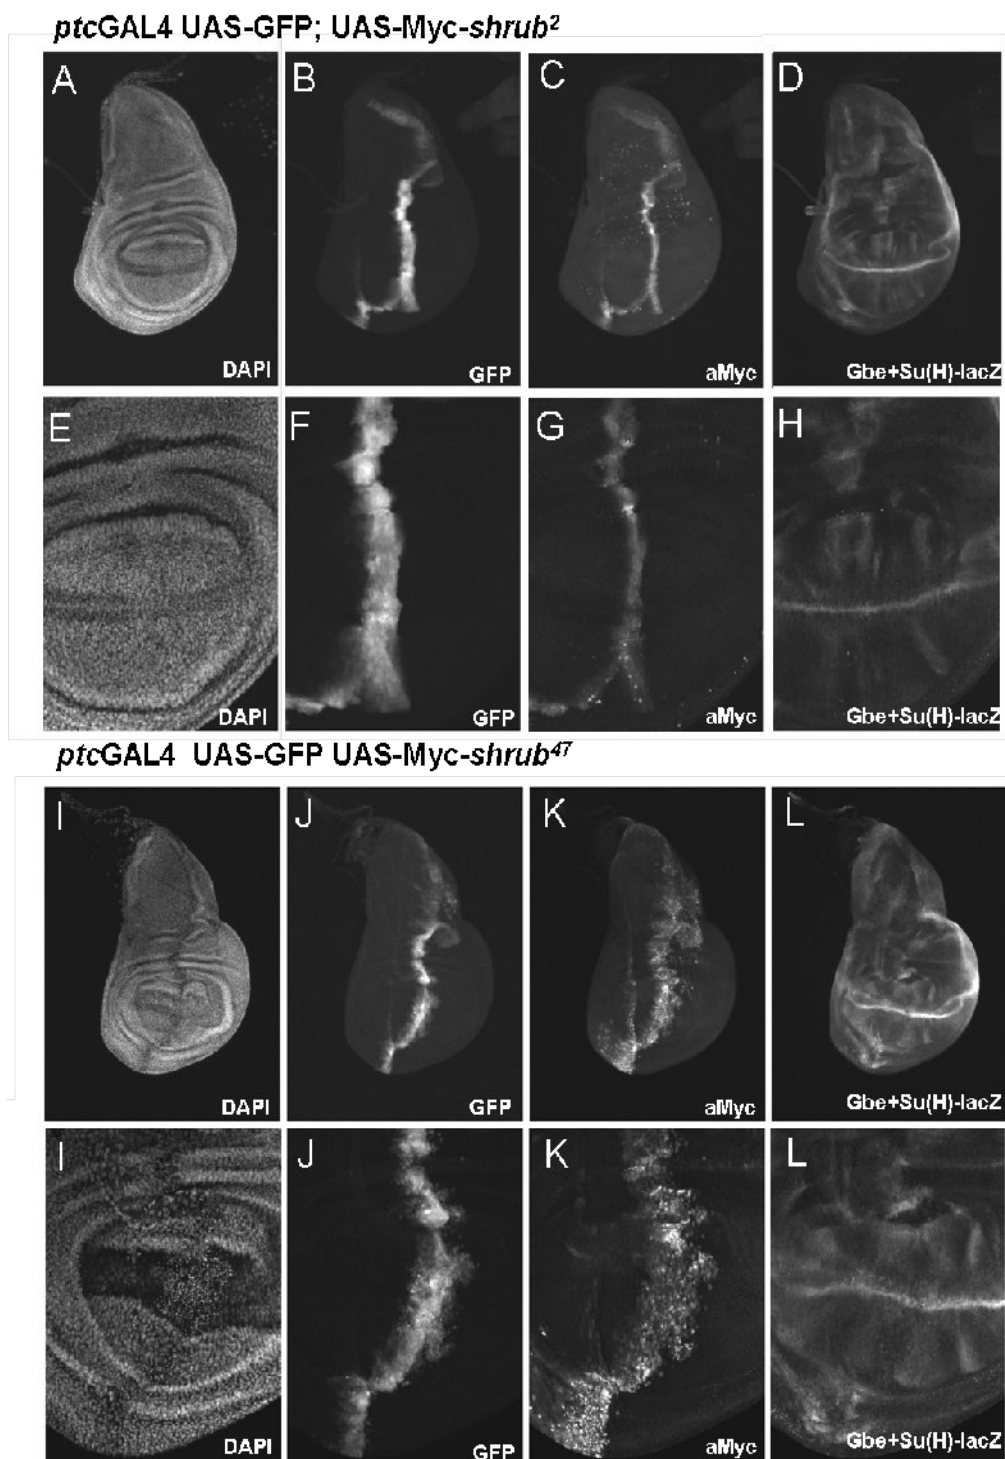 ptcGAL4 UAS-GFP; UAS-Myc-shrub²
A B C D
DAPI GFP aMyc Gbe+Su(H)-lacZ
E F G H
DAPI GFP aMyc Gbe+Su(H)-lacZ
ptcGAL4 UAS-GFP UAS-Myc-shrub⁴⁷
I J K L
DAPI GFP aMyc Gbe+Su(H)-lacZ
I J K L
DAPI GFP aMyc Gbe+Su(H)-lacZ